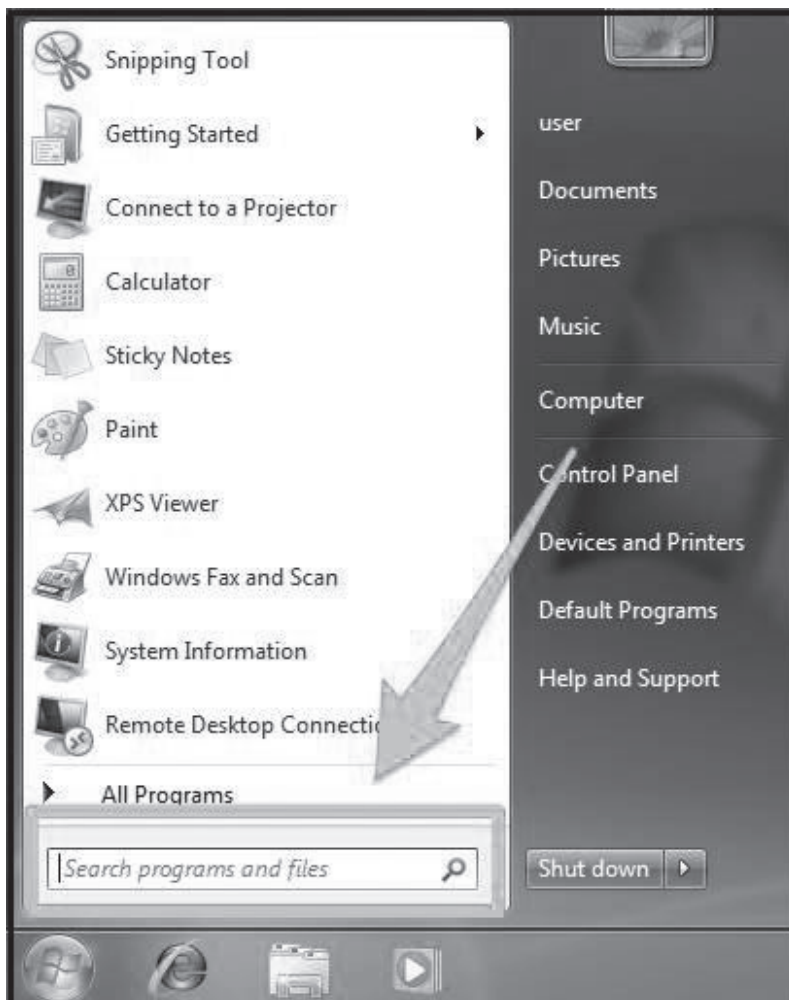 Snipping Tool
Getting Started
Connect to a Projector
Calculator
Sticky Notes
Paint
XPS Viewer
Windows Fax and Scan
System Information
Remote Desktop Connectio
All Programs
Search programs and files
user
Documents
Pictures
Music
Computer
Control Panel
Devices and Printers
Default Programs
Help and Support
Shut down